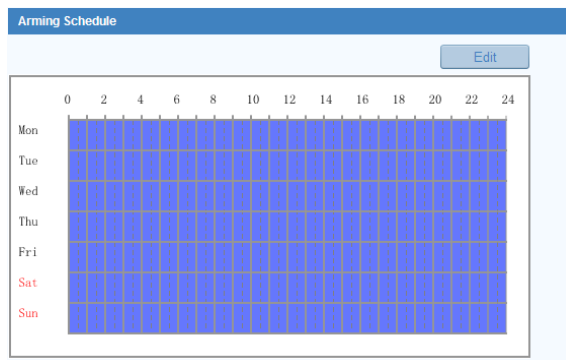 Arming Schedule
Edit
0 2 4 6 8 10 12 14 16 18 20 22 24
Mon
Tue
Wed
Thu
Fri
Sat
Sun